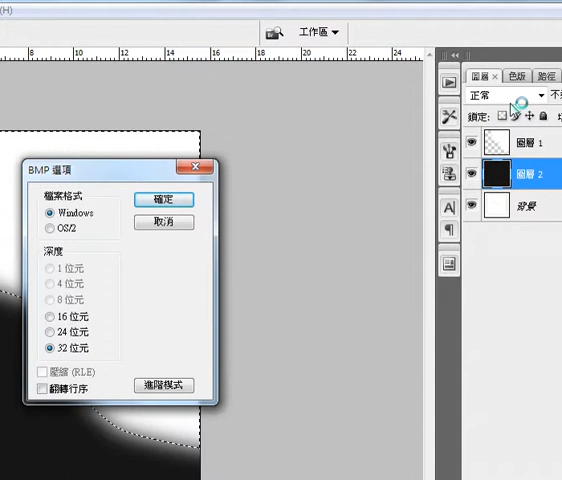 (H)
工作區
8 10 12 14 16 18 20 22 24
圖層 × 色版 路徑
正常
鎖定:
圖層 1
圖層 2
背景
BMP 選項
檔案格式
Windows
OS/2
確定
取消
深度
1 位元
4 位元
8 位元
16 位元
24 位元
32 位元
壓縮 (RLE)
翻轉行序
進階模式